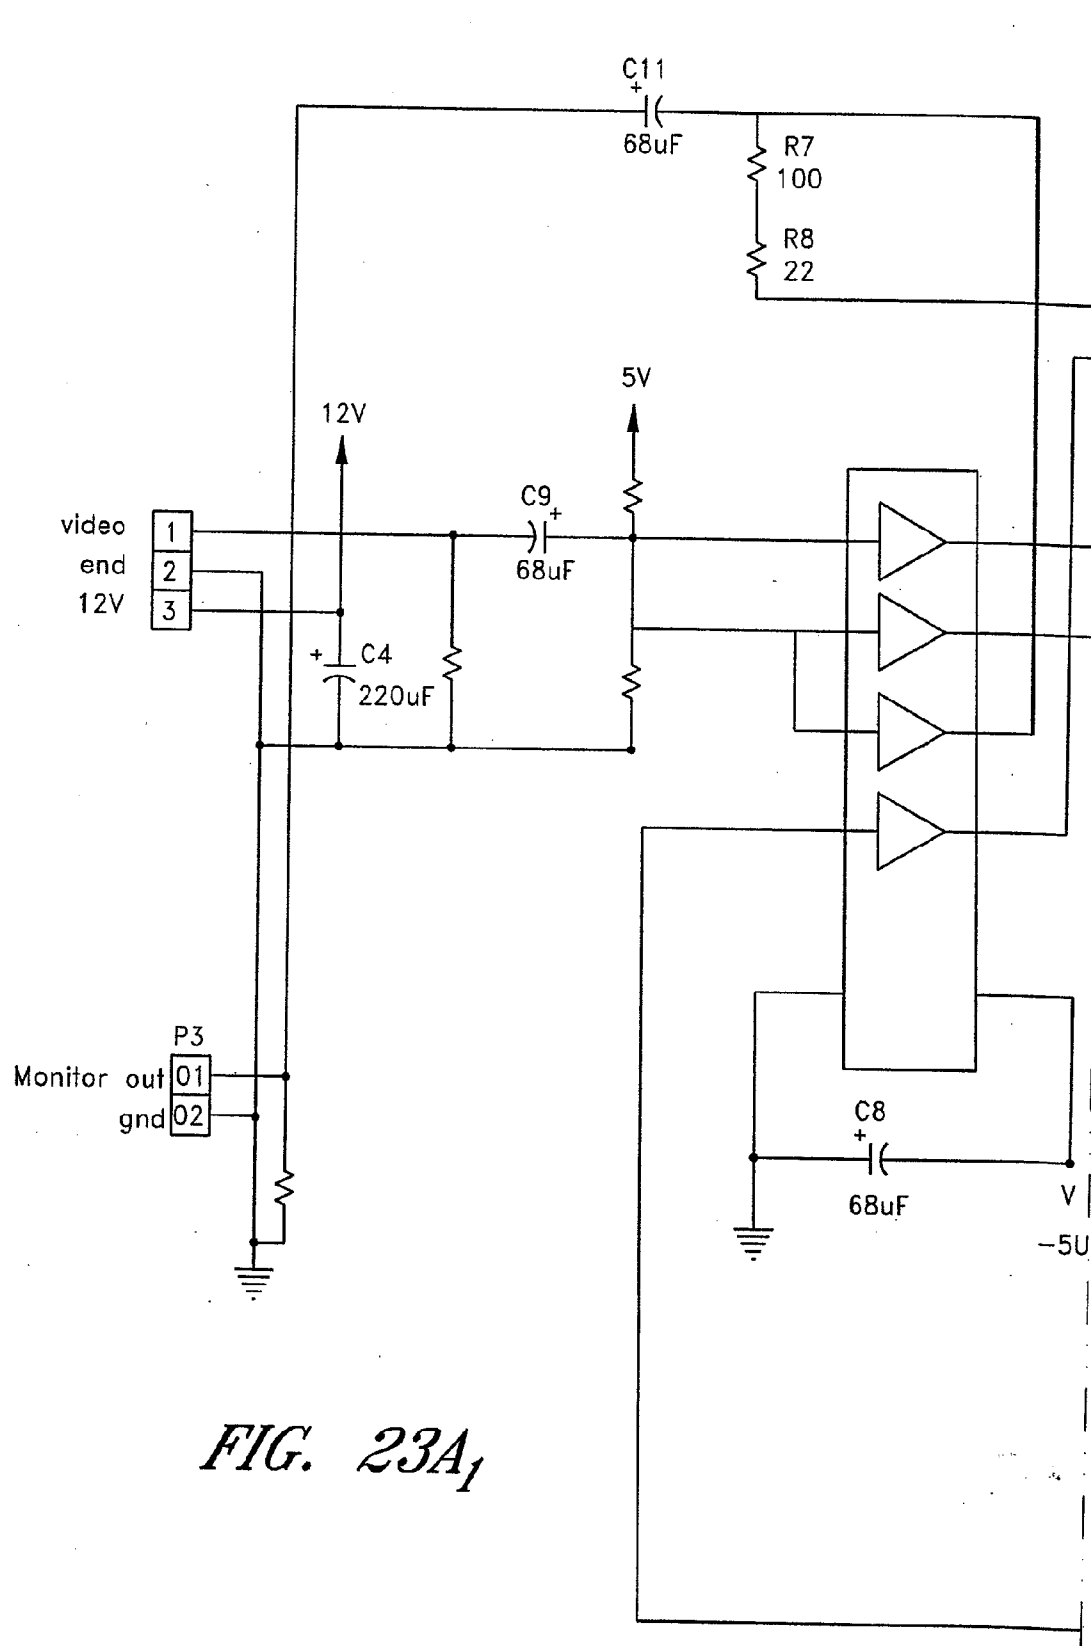 C11
+
68uF
R7
100
R8
22
5V
12V
C9
+
68uF
video 1
end 2
12V 3
+ C4
220uF
P3
Monitor out 01
gnd 02
C8
+
68uF
V
-5U
FIG. 23A1